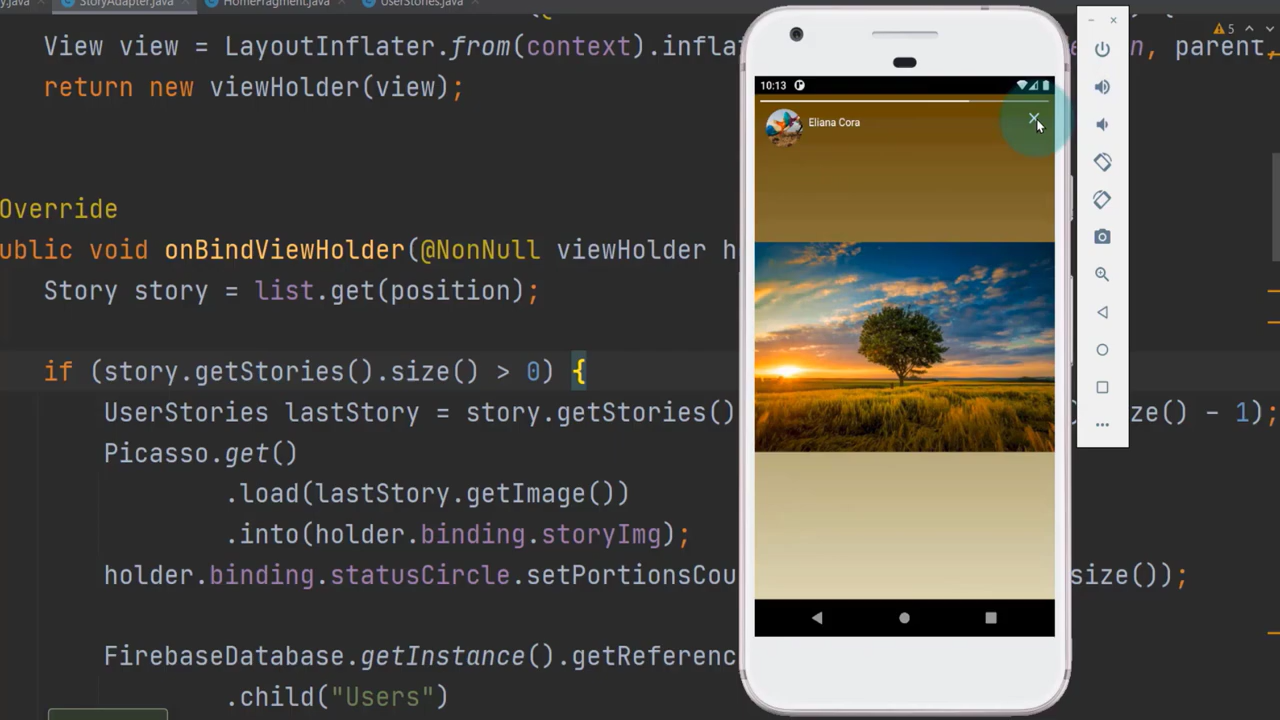 y.java StoryAdapter.java HomeFragment.java UserStories.java
View view = LayoutInflater.from(context).infla n, parent,
return new viewHolder(view);
5
Override
ublic void onBindViewHolder(@NonNull viewHolder h
Story story = list.get(position);
if (story.getStories().size() > 0) {
UserStories lastStory = story.getStories() ize() - 1);
Picasso.get()
.load(lastStory.getImage())
.into(holder.binding.storyImg);
holder.binding.statusCircle.setPortionsCou size());
FirebaseDatabase.getInstance().getReferenc
.child("Users")
10:13
Eliana Cora